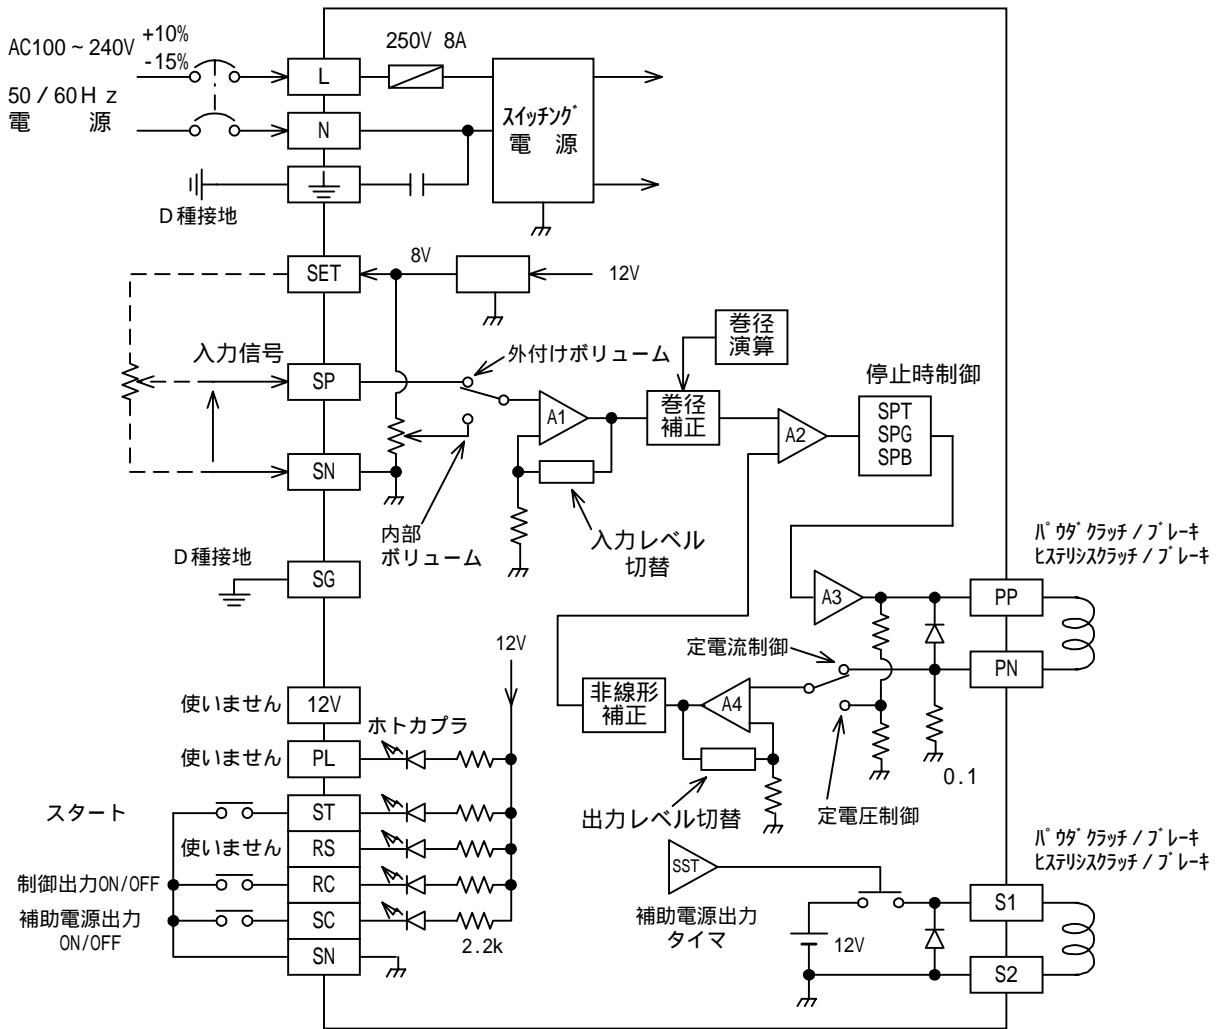 AC100～240V +10%
-15%
50／60Ｈｚ
電　源
L
250V 8A
N
ｽｲｯﾁﾝｸﾞ
電　源
Ｄ種接地
SET
8V
12V
入力信号
SP
外付けボリューム
A1
巻径
演算
巻径
補正
A2
停止時制御
SPT
SPG
SPB
SN
内部
ボリューム
入力レベル
切替
Ｄ種接地
SG
A3
ﾊﾟｳﾀﾞｸﾗｯﾁ/ﾌﾞﾚｰｷ
ﾋｽﾃﾘｼｽｸﾗｯﾁ/ﾌﾞﾚｰｷ
PP
PN
定電流制御
12V
非線形
補正
A4
0.1
出力レベル切替
定電圧制御
使いません
12V
ホトカプラ
使いません
PL
スタート
ST
使いません
RS
制御出力ON/OFF
RC
補助電源出力
ON/OFF
SC
2.2k
SN
SST
補助電源出力
タイマ
12V
ﾊﾟｳﾀﾞｸﾗｯﾁ/ﾌﾞﾚｰｷ
ﾋｽﾃﾘｼｽｸﾗｯﾁ/ﾌﾞﾚｰｷ
S1
S2